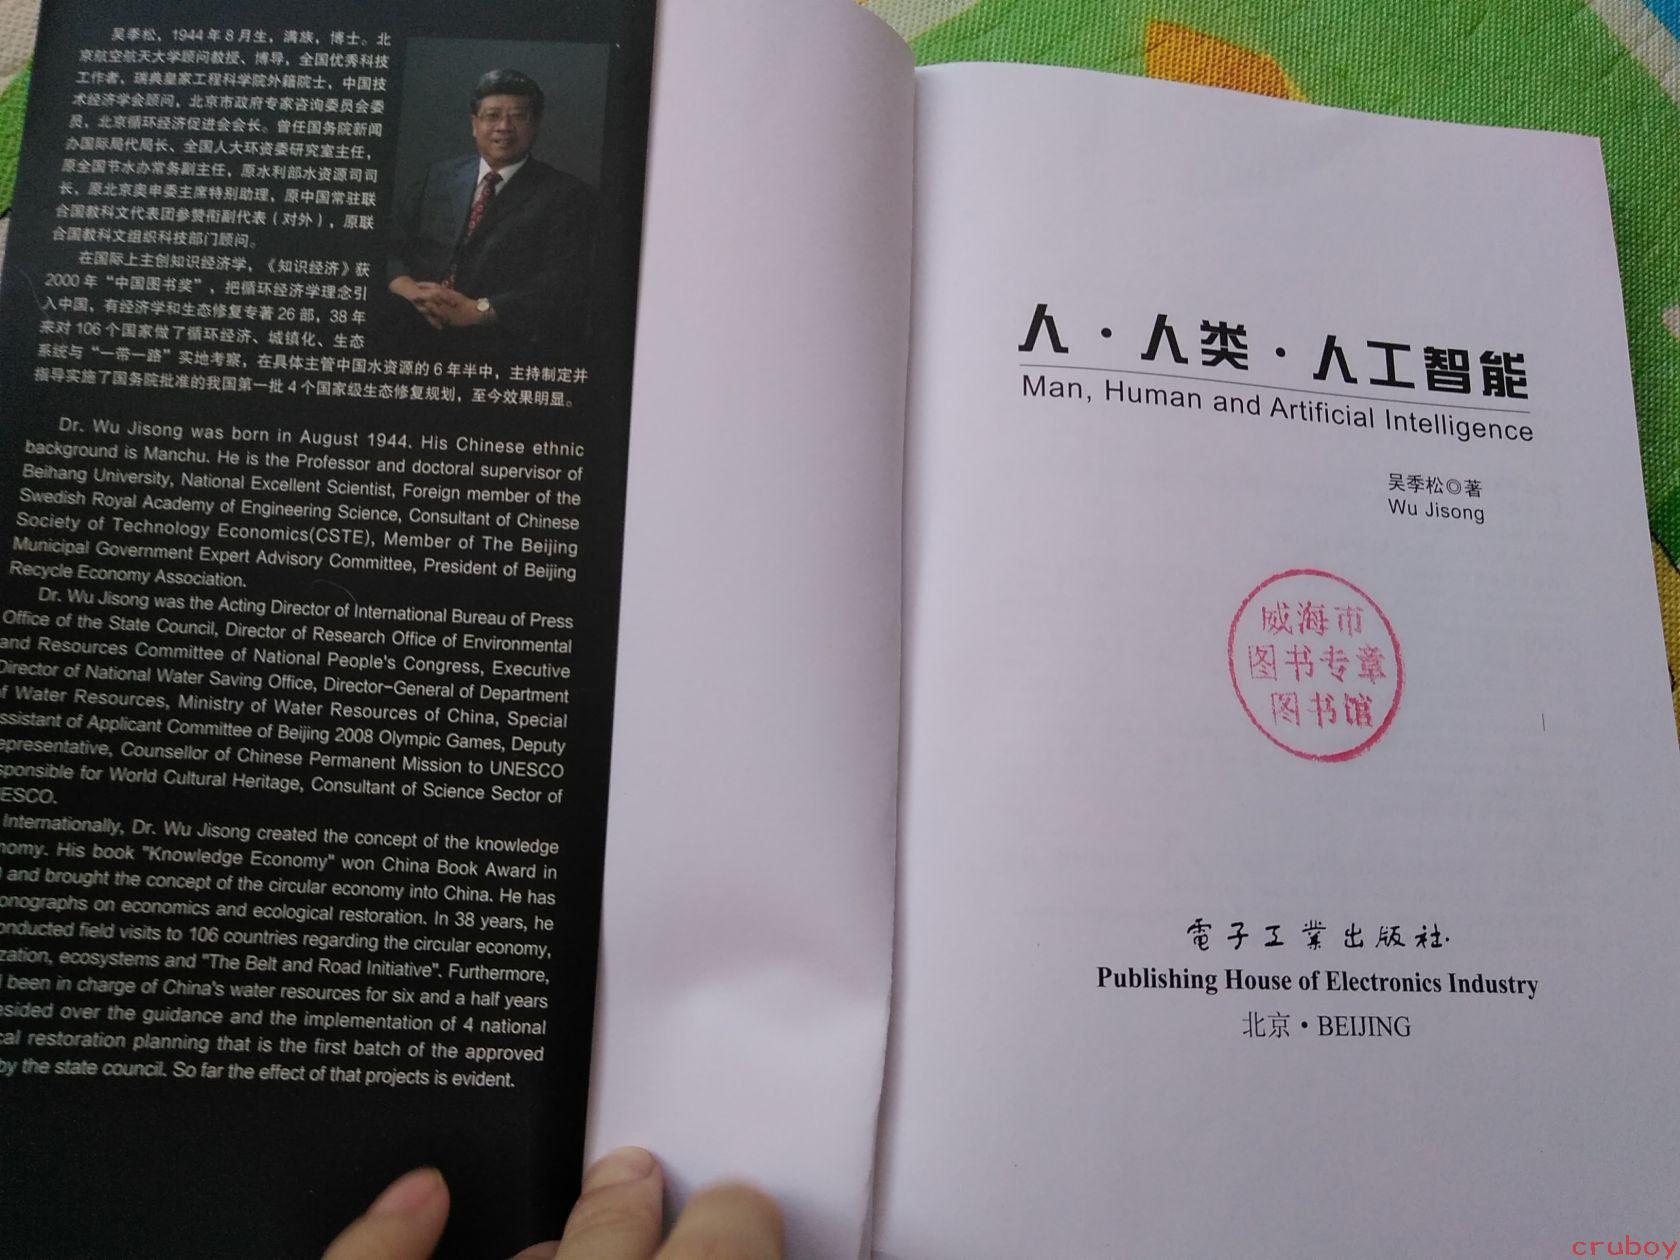 吴季松，1944年8月生，满族，博士。北
京航空航天大学顾问教授、博导，全国优秀科技
工作者，瑞典皇家工程科学院外籍院士，中国技
术经济学会顾问，北京市政府专家咨询委员会委
员，北京循环经济促进会会长。曾任国务院新闻
办国际局代局长、全国人大环资委研究室主任，
原全国节水办常务副主任，原水利部水资源司司
长，原北京奥申委主席特别助理，原中国常驻联
合国教科文代表团参赞衔副代表（对外），原联
合国教科文组织科技部门顾问。
在国际上主创知识经济学，《知识经济》获
2000年“中国图书奖”，把循环经济学理念引
入中国，有经济学和生态修复专著26部，38年
来对106个国家做了循环经济、城镇化、生态
系统与“一带一路”实地考察，在具体主管中国水资源的6年半中，主持制定并
指导实施了国务院批准的我国第一批4个国家级生态修复规划，至今效果明显。
Dr. Wu Jisong was born in August 1944. His Chinese ethnic
background is Manchu. He is the Professor and doctoral supervisor of
Beihang University, National Excellent Scientist, Foreign member of the
Swedish Royal Academy of Engineering Science, Consultant of Chinese
Society of Technology Economics(CSTE), Member of The Beijing
Municipal Government Expert Advisory Committee, President of Beijing
Recycle Economy Association.
Dr. Wu Jisong was the Acting Director of International Bureau of Press
Office of the State Council, Director of Research Office of Environmental
and Resources Committee of National People's Congress, Executive
Director of National Water Saving Office, Director-General of Department
of Water Resources, Ministry of Water Resources of China, Special
ssistant of Applicant Committee of Beijing 2008 Olympic Games, Deputy
epresentative, Counsellor of Chinese Permanent Mission to UNESCO
sponsible for World Cultural Heritage, Consultant of Science Sector of
ESCO.
Internationally, Dr. Wu Jisong created the concept of the knowledge
nomy. His book "Knowledge Economy" won China Book Award in
and brought the concept of the circular economy into China. He has
onographs on economics and ecological restoration. In 38 years, he
onducted field visits to 106 countries regarding the circular economy,
zation, ecosystems and "The Belt and Road Initiative". Furthermore,
been in charge of China's water resources for six and a half years
esided over the guidance and the implementation of 4 national
cal restoration planning that is the first batch of the approved
by the state council. So far the effect of that projects is evident.
人·人类·人工智能
Man, Human and Artificial Intelligence
吴季松◎著
Wu Jisong
威海市
图书专章
图书馆
電子工業出版社.
Publishing House of Electronics Industry
北京·BEIJING
cruboy